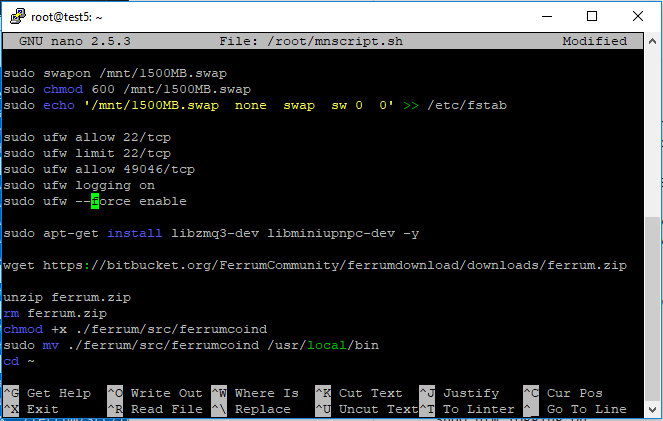 root@test5: ~
GNU nano 2.5.3 File: /root/mnscript.sh Modified
sudo swapon /mnt/1500MB.swap
sudo chmod 600 /mnt/1500MB.swap
sudo echo '/mnt/1500MB.swap  none  swap  sw 0  0' >> /etc/fstab
sudo ufw allow 22/tcp
sudo ufw limit 22/tcp
sudo ufw allow 49046/tcp
sudo ufw logging on
sudo ufw --force enable
sudo apt-get install libzmq3-dev libminiupnpc-dev -y
wget https://bitbucket.org/FerrumCommunity/ferrumdownload/downloads/ferrum.zip
unzip ferrum.zip
rm ferrum.zip
chmod +x ./ferrum/src/ferrumcoind
sudo mv ./ferrum/src/ferrumcoind /usr/local/bin
cd ~
^G Get Help ^O Write Out ^W Where Is ^K Cut Text ^J Justify ^C Cur Pos
^X Exit ^R Read File ^\ Replace ^U Uncut Text^T To Linter ^_ Go To Line